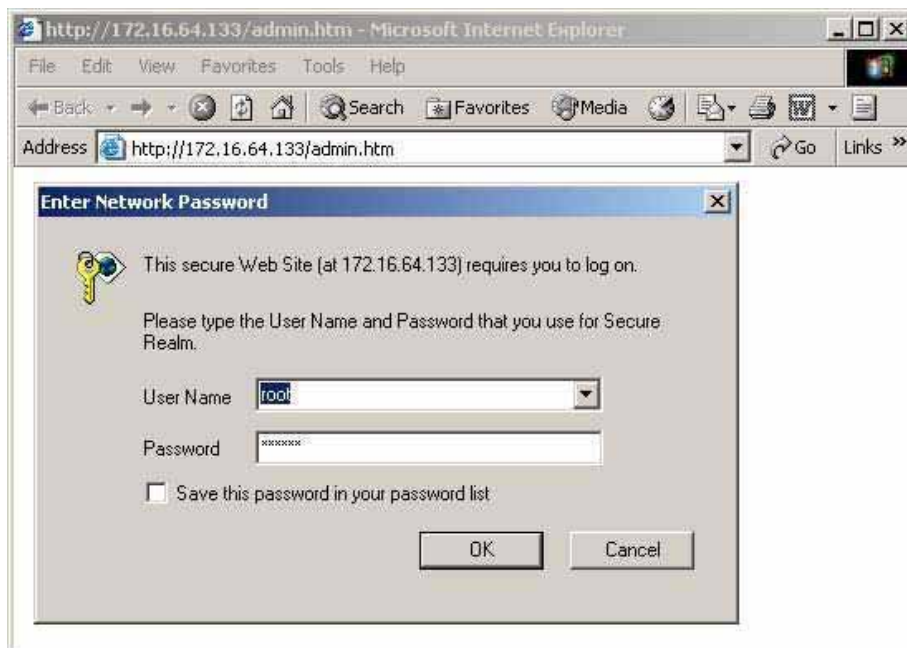 http://172.16.64.133/admin.htm - Microsoft Internet Explorer
File Edit View Favorites Tools Help
Back Search Favorites Media
Address http://172.16.64.133/admin.htm Go Links »
Enter Network Password
This secure Web Site (at 172.16.64.133) requires you to log on.
Please type the User Name and Password that you use for Secure
Realm.
User Name root
Password ******
Save this password in your password list
OK Cancel